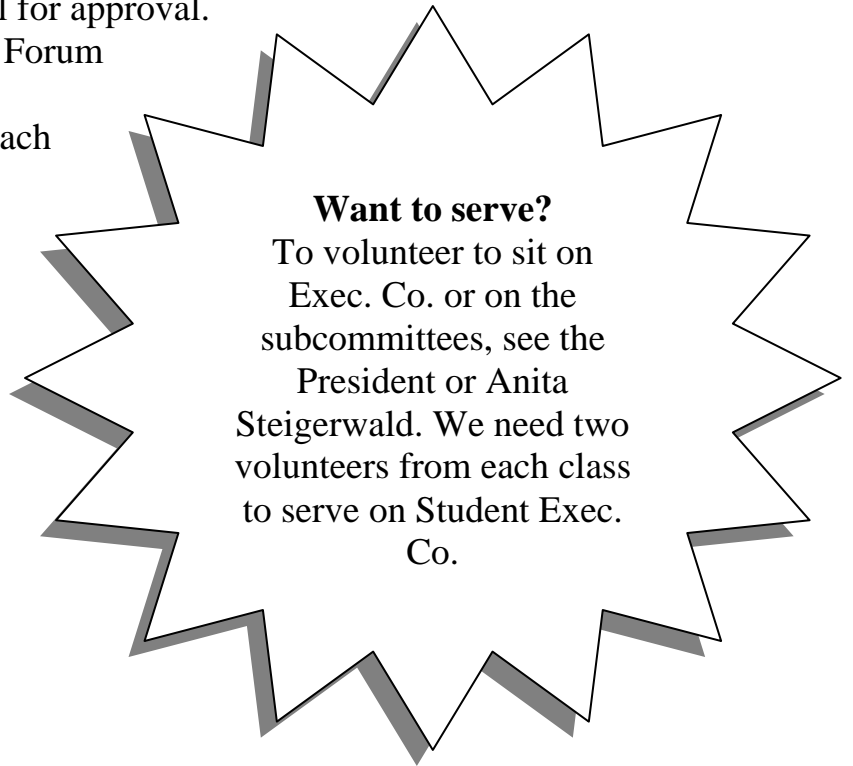 for approval.
Forum
Want to serve?
To volunteer to sit on
Exec. Co. or on the
subcommittees, see the
President or Anita
Steigerwald. We need two
volunteers from each class
to serve on Student Exec.
Co.